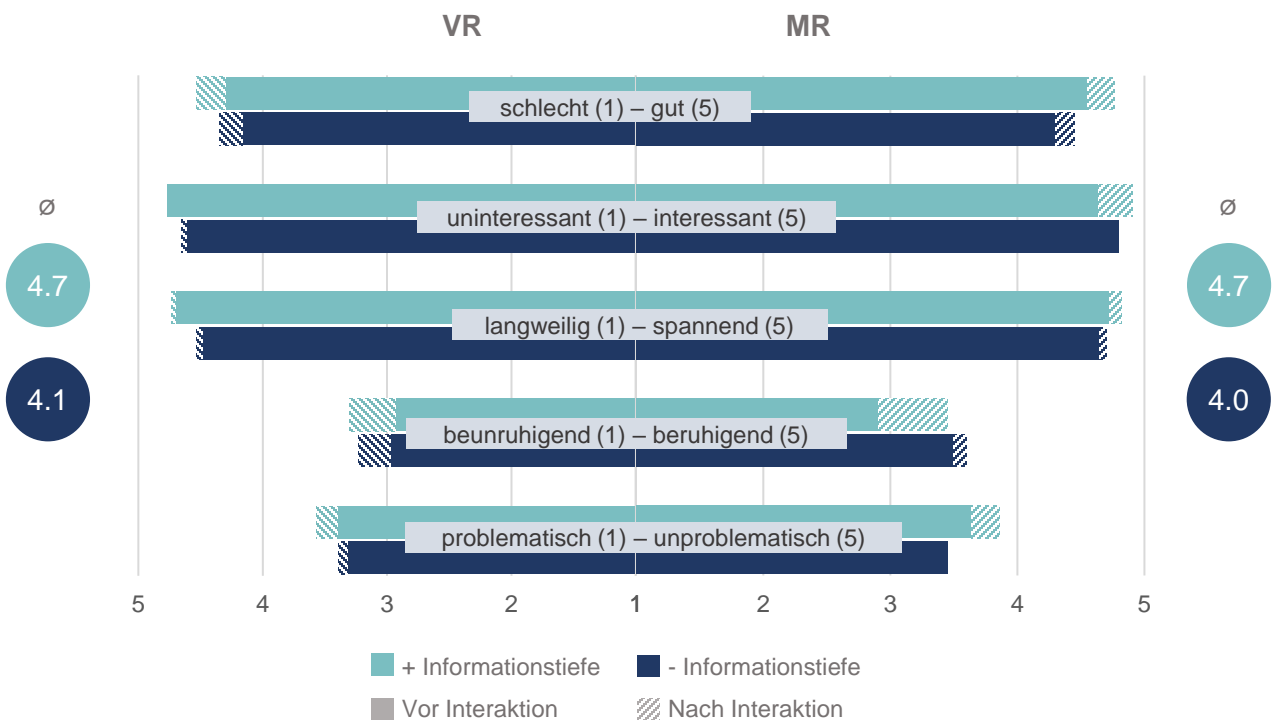 VR MR
schlecht (1) – gut (5)
uninteressant (1) – interessant (5)
ø ø
4.7 4.7
langweilig (1) – spannend (5)
4.1 4.0
beunruhigend (1) – beruhigend (5)
problematisch (1) – unproblematisch (5)
5 4 3 2 1 2 3 4 5
+ Informationstiefe - Informationstiefe
Vor Interaktion Nach Interaktion